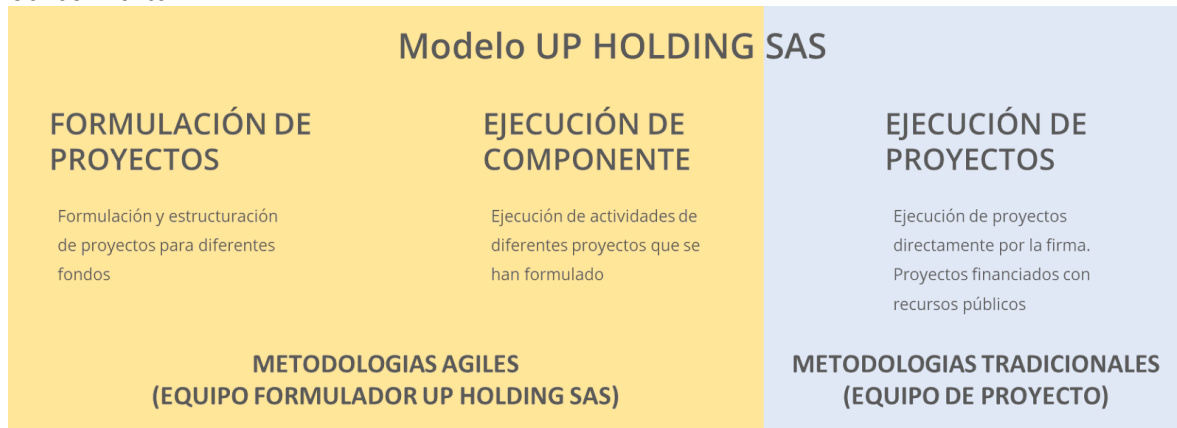 Modelo UP HOLDING SAS
FORMULACIÓN DE
PROYECTOS
Formulación y estructuración
de proyectos para diferentes
fondos
EJECUCIÓN DE
COMPONENTE
Ejecución de actividades de
diferentes proyectos que se
han formulado
METODOLOGIAS AGILES
(EQUIPO FORMULADOR UP HOLDING SAS)
EJECUCIÓN DE
PROYECTOS
Ejecución de proyectos
directamente por la firma.
Proyectos financiados con
recursos públicos
METODOLOGIAS TRADICIONALES
(EQUIPO DE PROYECTO)